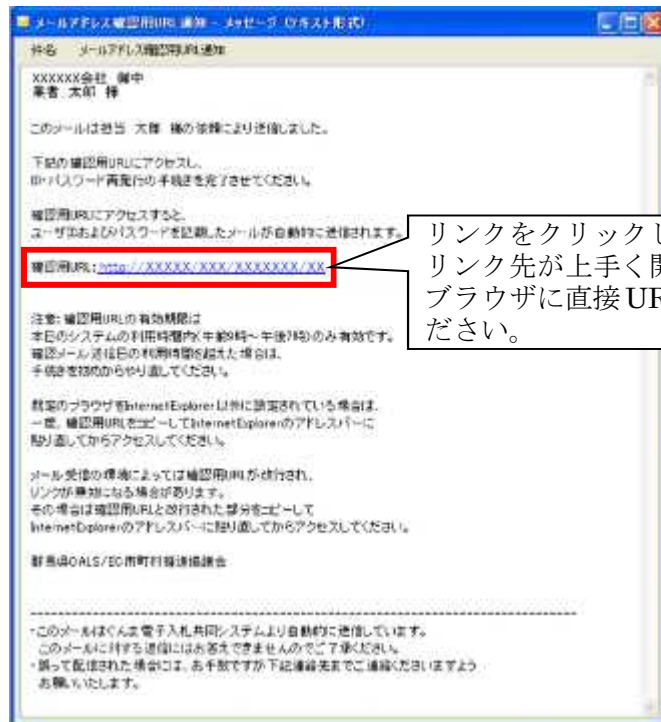 メールアドレス確認用URL通知 - メッセージ (テキスト形式)
件名 メールアドレス確認用URL通知
XXXXXX会社 御中
業者 太郎 様
このメールは担当 太郎 様の依頼により送信しました。
下記の確認用URLにアクセスし、
ID・パスワード再発行の手続きを完了させてください。
確認用URLにアクセスすると、
ユーザIDおよびパスワードを記載したメールが自動的に送信されます。
確認用URL:http://XXXXX/XXX/XXXXXXX/XX
リンクをクリックし
リンク先が上手く開
ブラウザに直接UR
ださい。
注意:確認用URLの有効期限は
本日のシステムの利用時間内(午前9時~午後7時)のみ有効です。
確認メール送信日の利用時間を超えた場合は、
手続きを初めからやり直してください。
既定のブラウザをInternetExplorer以外に設定されている場合は、
一度、確認用URLをコピーしてInternetExplorerのアドレスバーに
貼り直してからアクセスしてください。
メール受信の環境によっては確認用URLが改行され、
リンクが無効になる場合があります。
その場合は確認用URLと改行された部分をコピーして
InternetExplorerのアドレスバーに貼り直してからアクセスしてください。
群馬県CALS/EC市町村推進協議会
・このメールはぐんま電子入札共同システムより自動的に送信しています。
このメールに対する返信にはお答えできませんのでご了承ください。
・誤って配信された場合には、お手数ですが下記連絡先までご連絡くださいますよう
お願いいたします。